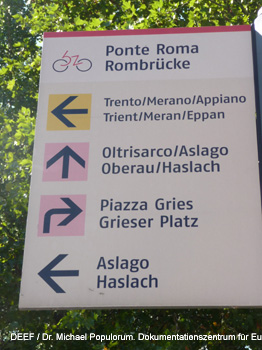 Ponte Roma
Rombrücke
Trento/Merano/Appiano
Trient/Meran/Eppan
Oltrisarco/Aslago
Oberau/Haslach
Piazza Gries
Grieser Platz
Aslago
Haslach
DEEF / Dr. Michael Populorum. Dokumentationszentrum für Eu